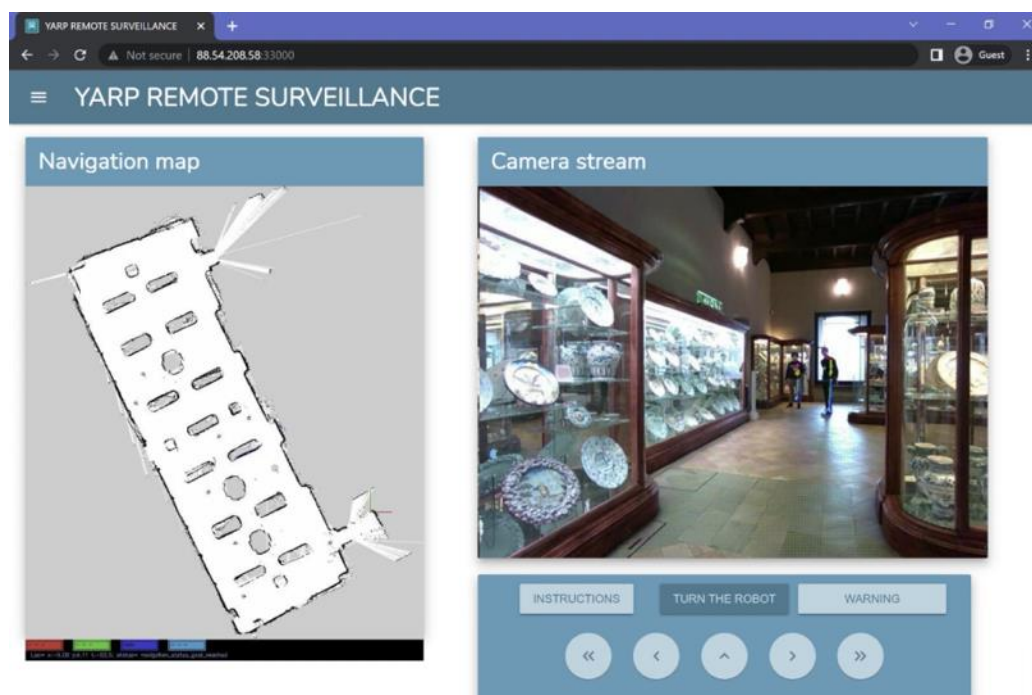 YARP REMOTE SURVEILLANCE
Not secure | 88.54.208.58:33000
Guest
YARP REMOTE SURVEILLANCE
Navigation map
Camera stream
INSTRUCTIONS
TURN THE ROBOT
WARNING